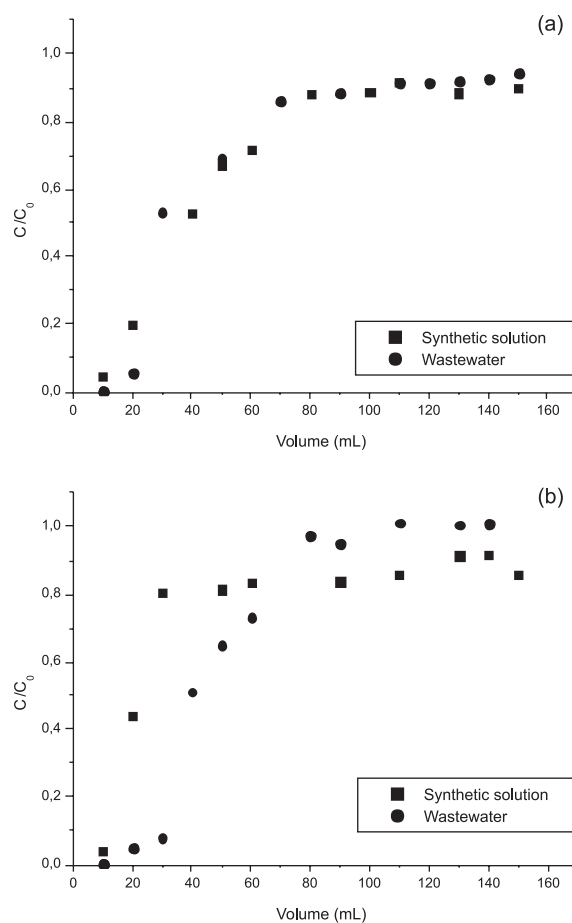 (a)
1,0
0,8
0,6
0,4
0,2
0,0
C/C0
0 20 40 60 80 100 120 140 160
Volume (mL)
Synthetic solution
Wastewater
(b)
1,0
0,8
0,6
0,4
0,2
0,0
C/C0
0 20 40 60 80 100 120 140 160
Volume (mL)
Synthetic solution
Wastewater